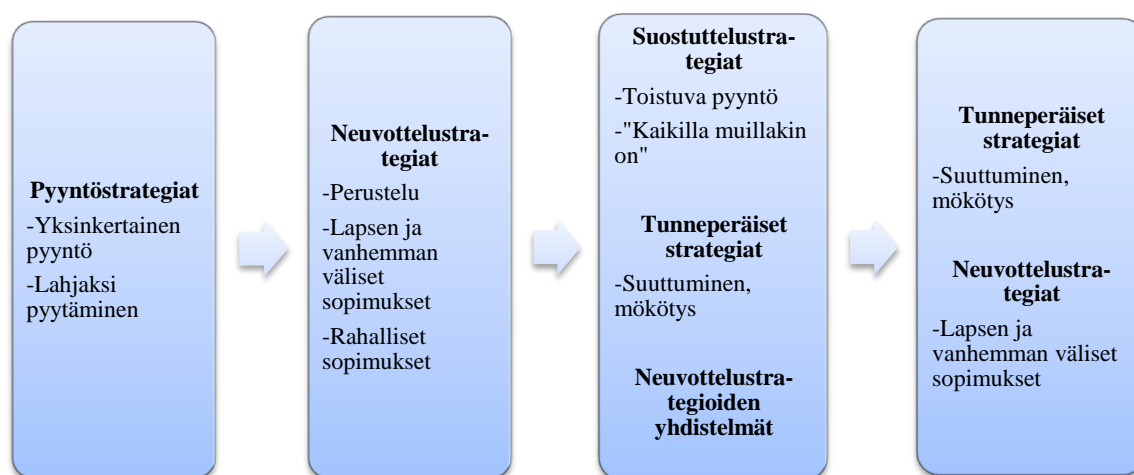 Pyyntöstrategiat
-Yksinkertainen
pyyntö
-Lahjaksi
pyytäminen
Neuvottelustra-
tegiat
-Perustelu
-Lapsen ja
vanhemman
väliset
sopimukset
-Rahalliset
sopimukset
Suostuttelustra-
tegiat
-Toistuva pyyntö
-"Kaikilla muillakin
on"
Tunneperäiset
strategiat
-Suuttuminen,
mökötys
Neuvottelustra-
tegioiden
yhdistelmät
Tunneperäiset
strategiat
-Suuttuminen,
mökötys
Neuvottelustra-
tegiat
-Lapsen ja
vanhemman väliset
sopimukset